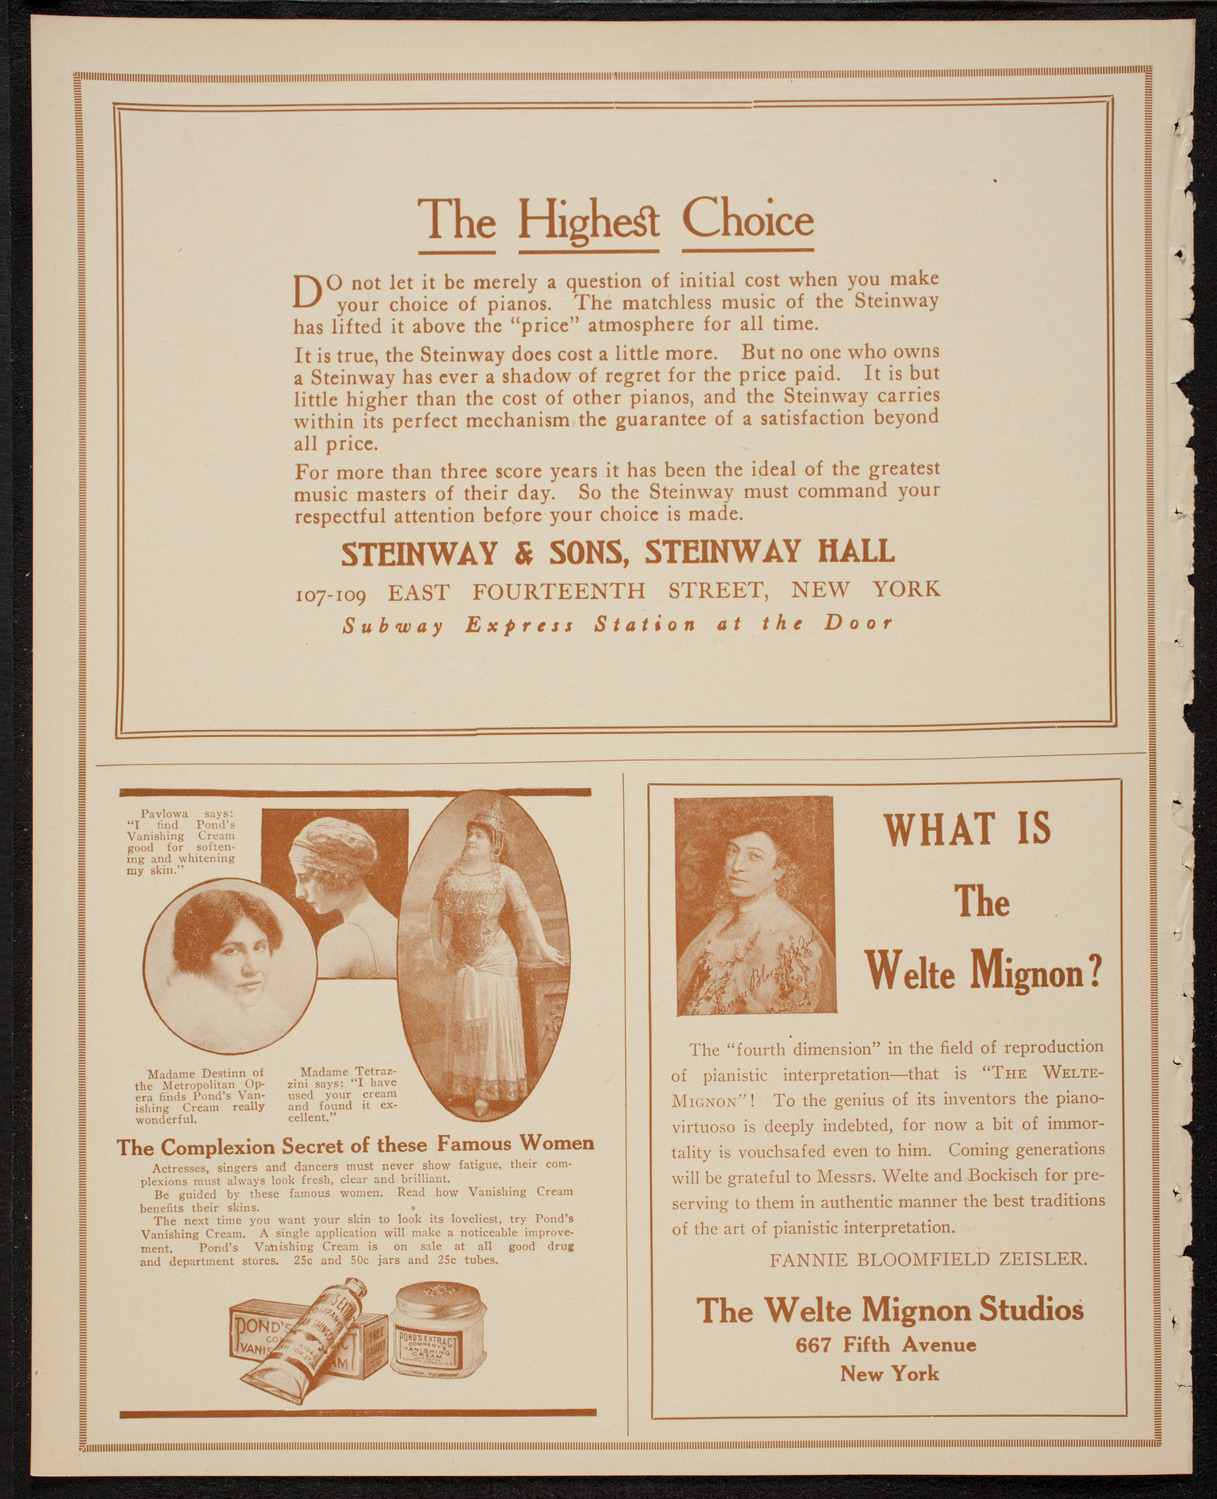 The Highest Choice
DO not let it be merely a question of initial cost when you make
your choice of pianos. The matchless music of the Steinway
has lifted it above the "price" atmosphere for all time.
It is true, the Steinway does cost a little more. But no one who owns
a Steinway has ever a shadow of regret for the price paid. It is but
little higher than the cost of other pianos, and the Steinway carries
within its perfect mechanism the guarantee of a satisfaction beyond
all price.
For more than three score years it has been the ideal of the greatest
music masters of their day. So the Steinway must command your
respectful attention before your choice is made.
STEINWAY & SONS, STEINWAY HALL
107-109 EAST FOURTEENTH STREET, NEW YORK
Subway Express Station at the Door
Pavlowa says:
"I find Pond's
Vanishing Cream
good for soften-
ing and whitening
my skin."
Madame Destinn of
the Metropolitan Op-
era finds Pond's Van-
ishing Cream really
wonderful.
Madame Tetraz-
zini says: "I have
used your cream
and found it ex-
cellent."
The Complexion Secret of these Famous Women
Actresses, singers and dancers must never show fatigue, their com-
plexions must always look fresh, clear and brilliant.
Be guided by these famous women. Read how Vanishing Cream
benefits their skins.
The next time you want your skin to look its loveliest, try Pond's
Vanishing Cream. A single application will make a noticeable improve-
ment. Pond's Vanishing Cream is on sale at all good drug
and department stores. 25c and 50c jars and 25c tubes.
POND'S
POND'S EXTRACT
COMPANY'S
VANISHING
CREAM
WHAT IS
The
Welte Mignon?
The "fourth dimension" in the field of reproduction
of pianistic interpretation—that is "THE WELTE-
MIGNON"! To the genius of its inventors the piano-
virtuoso is deeply indebted, for now a bit of immor-
tality is vouchsafed even to him. Coming generations
will be grateful to Messrs. Welte and Bockisch for pre-
serving to them in authentic manner the best traditions
of the art of pianistic interpretation.
FANNIE BLOOMFIELD ZEISLER.
The Welte Mignon Studios
667 Fifth Avenue
New York